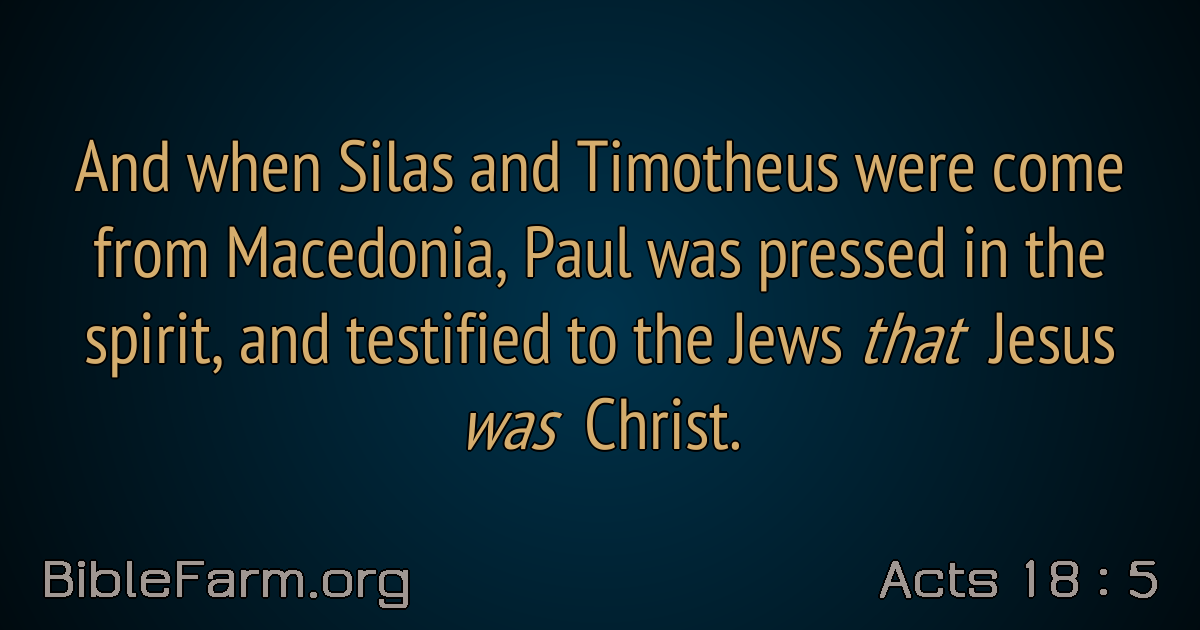 And when Silas and Timotheus were come
from Macedonia, Paul was pressed in the
spirit, and testified to the Jews that Jesus
was Christ.
BibleFarm.org
Acts 18 : 5